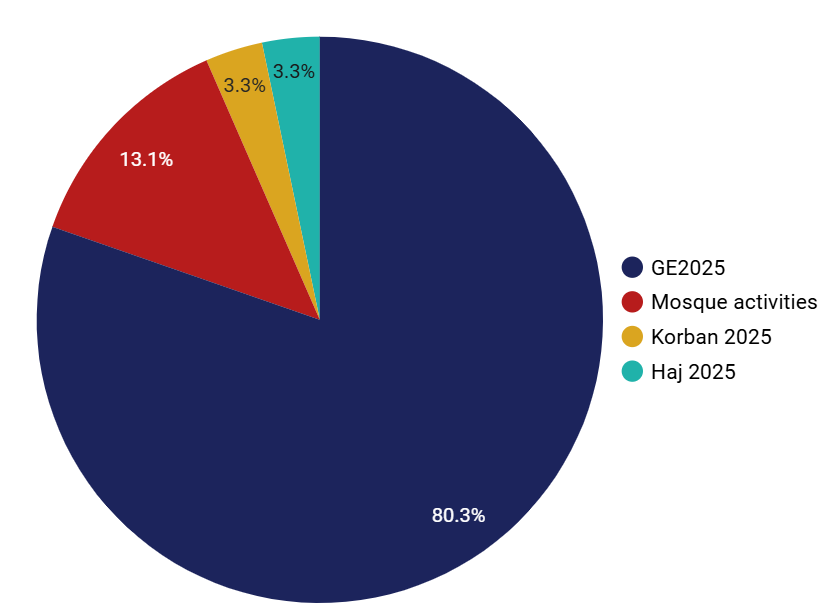 3.3%
3.3%
13.1%
80.3%
GE2025
Mosque activities
Korban 2025
Haj 2025